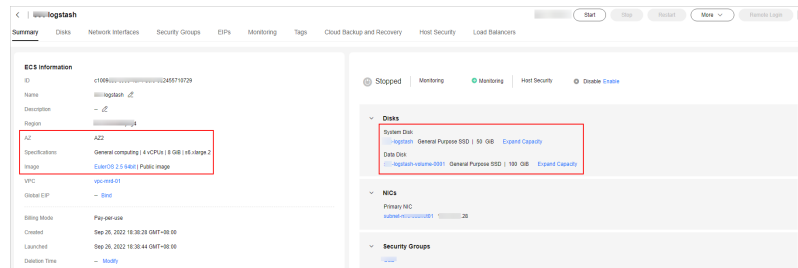 logstash
Start
Stop
Restart
More
Remote Login
Summary
Disks
Network Interfaces
Security Groups
EIPs
Monitoring
Tags
Cloud Backup and Recovery
Host Security
Load Balancers
ECS Information
ID
2455710729
Name
logstash
Description
--
Region
AZ
AZ2
Specifications
General computing | 4 vCPUs | 8 GiB | s6.xlarge.2
Image
EulerOS 2.5 64bit | Public image
VPC
Global EIP
-- Bind
Billing Mode
Pay-per-use
Created
Sep 26, 2022 18:38:28 GMT+08:00
Launched
Sep 26, 2022 18:38:44 GMT+08:00
Deletion Time
-- Modify
Stopped
Monitoring
Monitoring
Host Security
Disable Enable
Disks
System Disk
-logstash General Purpose SSD | 50 GiB Expand Capacity
Data Disk
-logstash-volume-0001 General Purpose SSD | 100 GiB Expand Capacity
NICs
Primary NIC
28
Security Groups